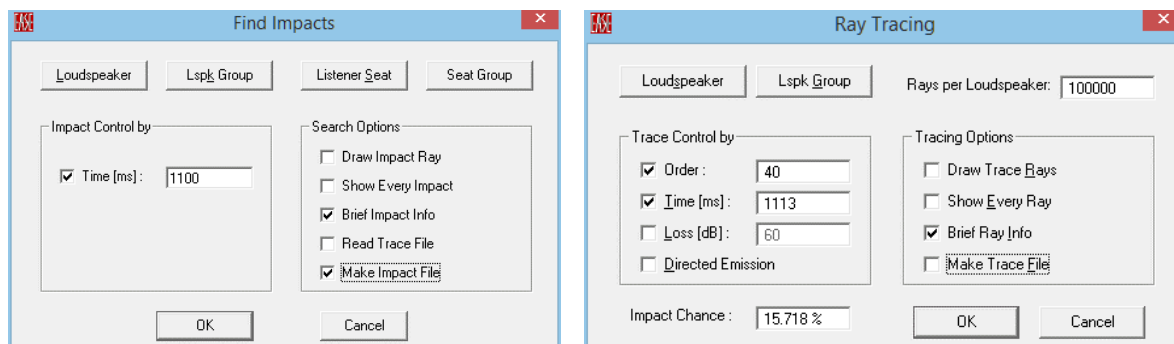 EASE
Find Impacts
×
Loudspeaker
Lspk Group
Listener Seat
Seat Group
Impact Control by
Time [ms] :
1100
Search Options
Draw Impact Ray
Show Every Impact
Brief Impact Info
Read Trace File
Make Impact File
OK
Cancel
EASE
Ray Tracing
×
Loudspeaker
Lspk Group
Rays per Loudspeaker:
100000
Trace Control by
Order :
40
Time [ms] :
1113
Loss [dB] :
60
Directed Emission
Tracing Options
Draw Trace Rays
Show Every Ray
Brief Ray Info
Make Trace File
Impact Chance :
15.718 %
OK
Cancel